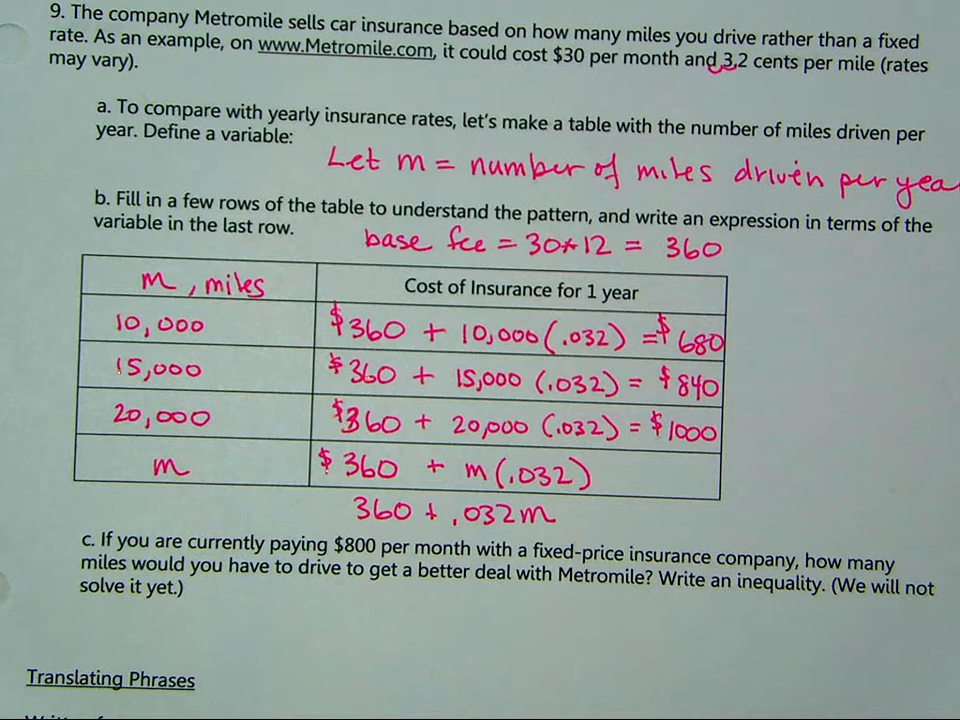 9. The company Metromile sells car insurance based on how many miles you drive rather than a fixed
rate. As an example, on www.Metromile.com, it could cost $30 per month and 3.2 cents per mile (rates
may vary).
a. To compare with yearly insurance rates, let's make a table with the number of miles driven per
year. Define a variable:
Let m = number of miles driven per yea
b. Fill in a few rows of the table to understand the pattern, and write an expression in terms of the
variable in the last row.
base fee = 30*12 = 360
m, miles Cost of Insurance for 1 year
10,000 $360 + 10,000(.032) = $680
15,000 $360 + 15,000 (.032) = $840
20,000 $360 + 20,000 (.032) = $1000
m $360 + m(.032)
360 + .032m
c. If you are currently paying $800 per month with a fixed-price insurance company, how many
miles would you have to drive to get a better deal with Metromile? Write an inequality. (We will not
solve it yet.)
Translating Phrases